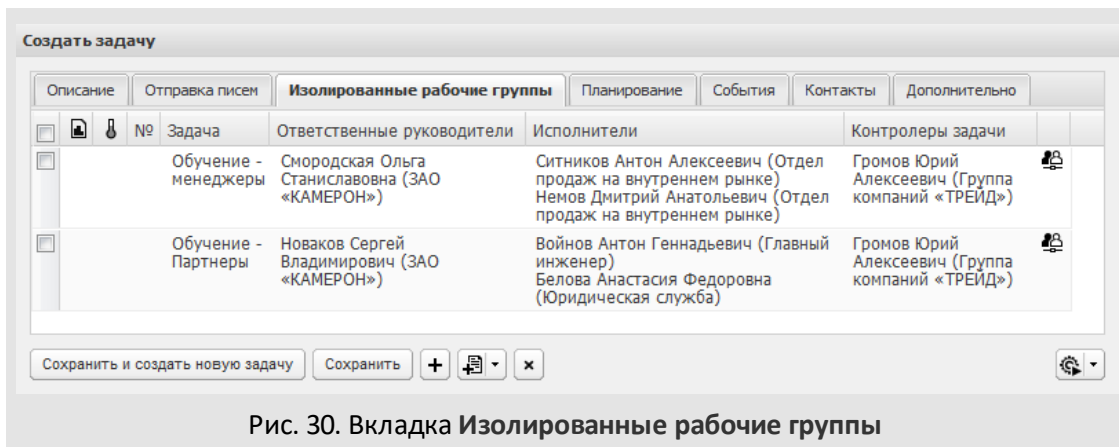 Создать задачу
Описание Отправка писем Изолированные рабочие группы Планирование События Контакты Дополнительно
№ Задача Ответственные руководители Исполнители Контролеры задачи
Обучение - Смородская Ольга Ситников Антон Алексеевич (Отдел Громов Юрий
менеджеры Станиславовна (ЗАО продаж на внутреннем рынке) Алексеевич (Группа
«КАМЕРОН») Немов Дмитрий Анатольевич (Отдел компаний «ТРЕЙД»)
продаж на внутреннем рынке)
Обучение - Новаков Сергей Войнов Антон Геннадьевич (Главный Громов Юрий
Партнеры Владимирович (ЗАО инженер) Алексеевич (Группа
«КАМЕРОН») Белова Анастасия Федоровна компаний «ТРЕЙД»)
(Юридическая служба)
Сохранить и создать новую задачу Сохранить
Рис. 30. Вкладка Изолированные рабочие группы